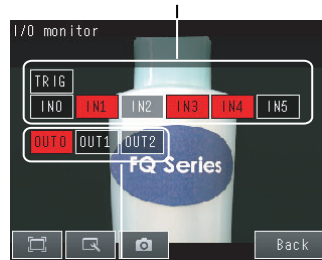 I/O monitor
TRIG
IN0 IN1 IN2 IN3 IN4 IN5
OUT0 OUT1 OUT2
FQ Series
Back